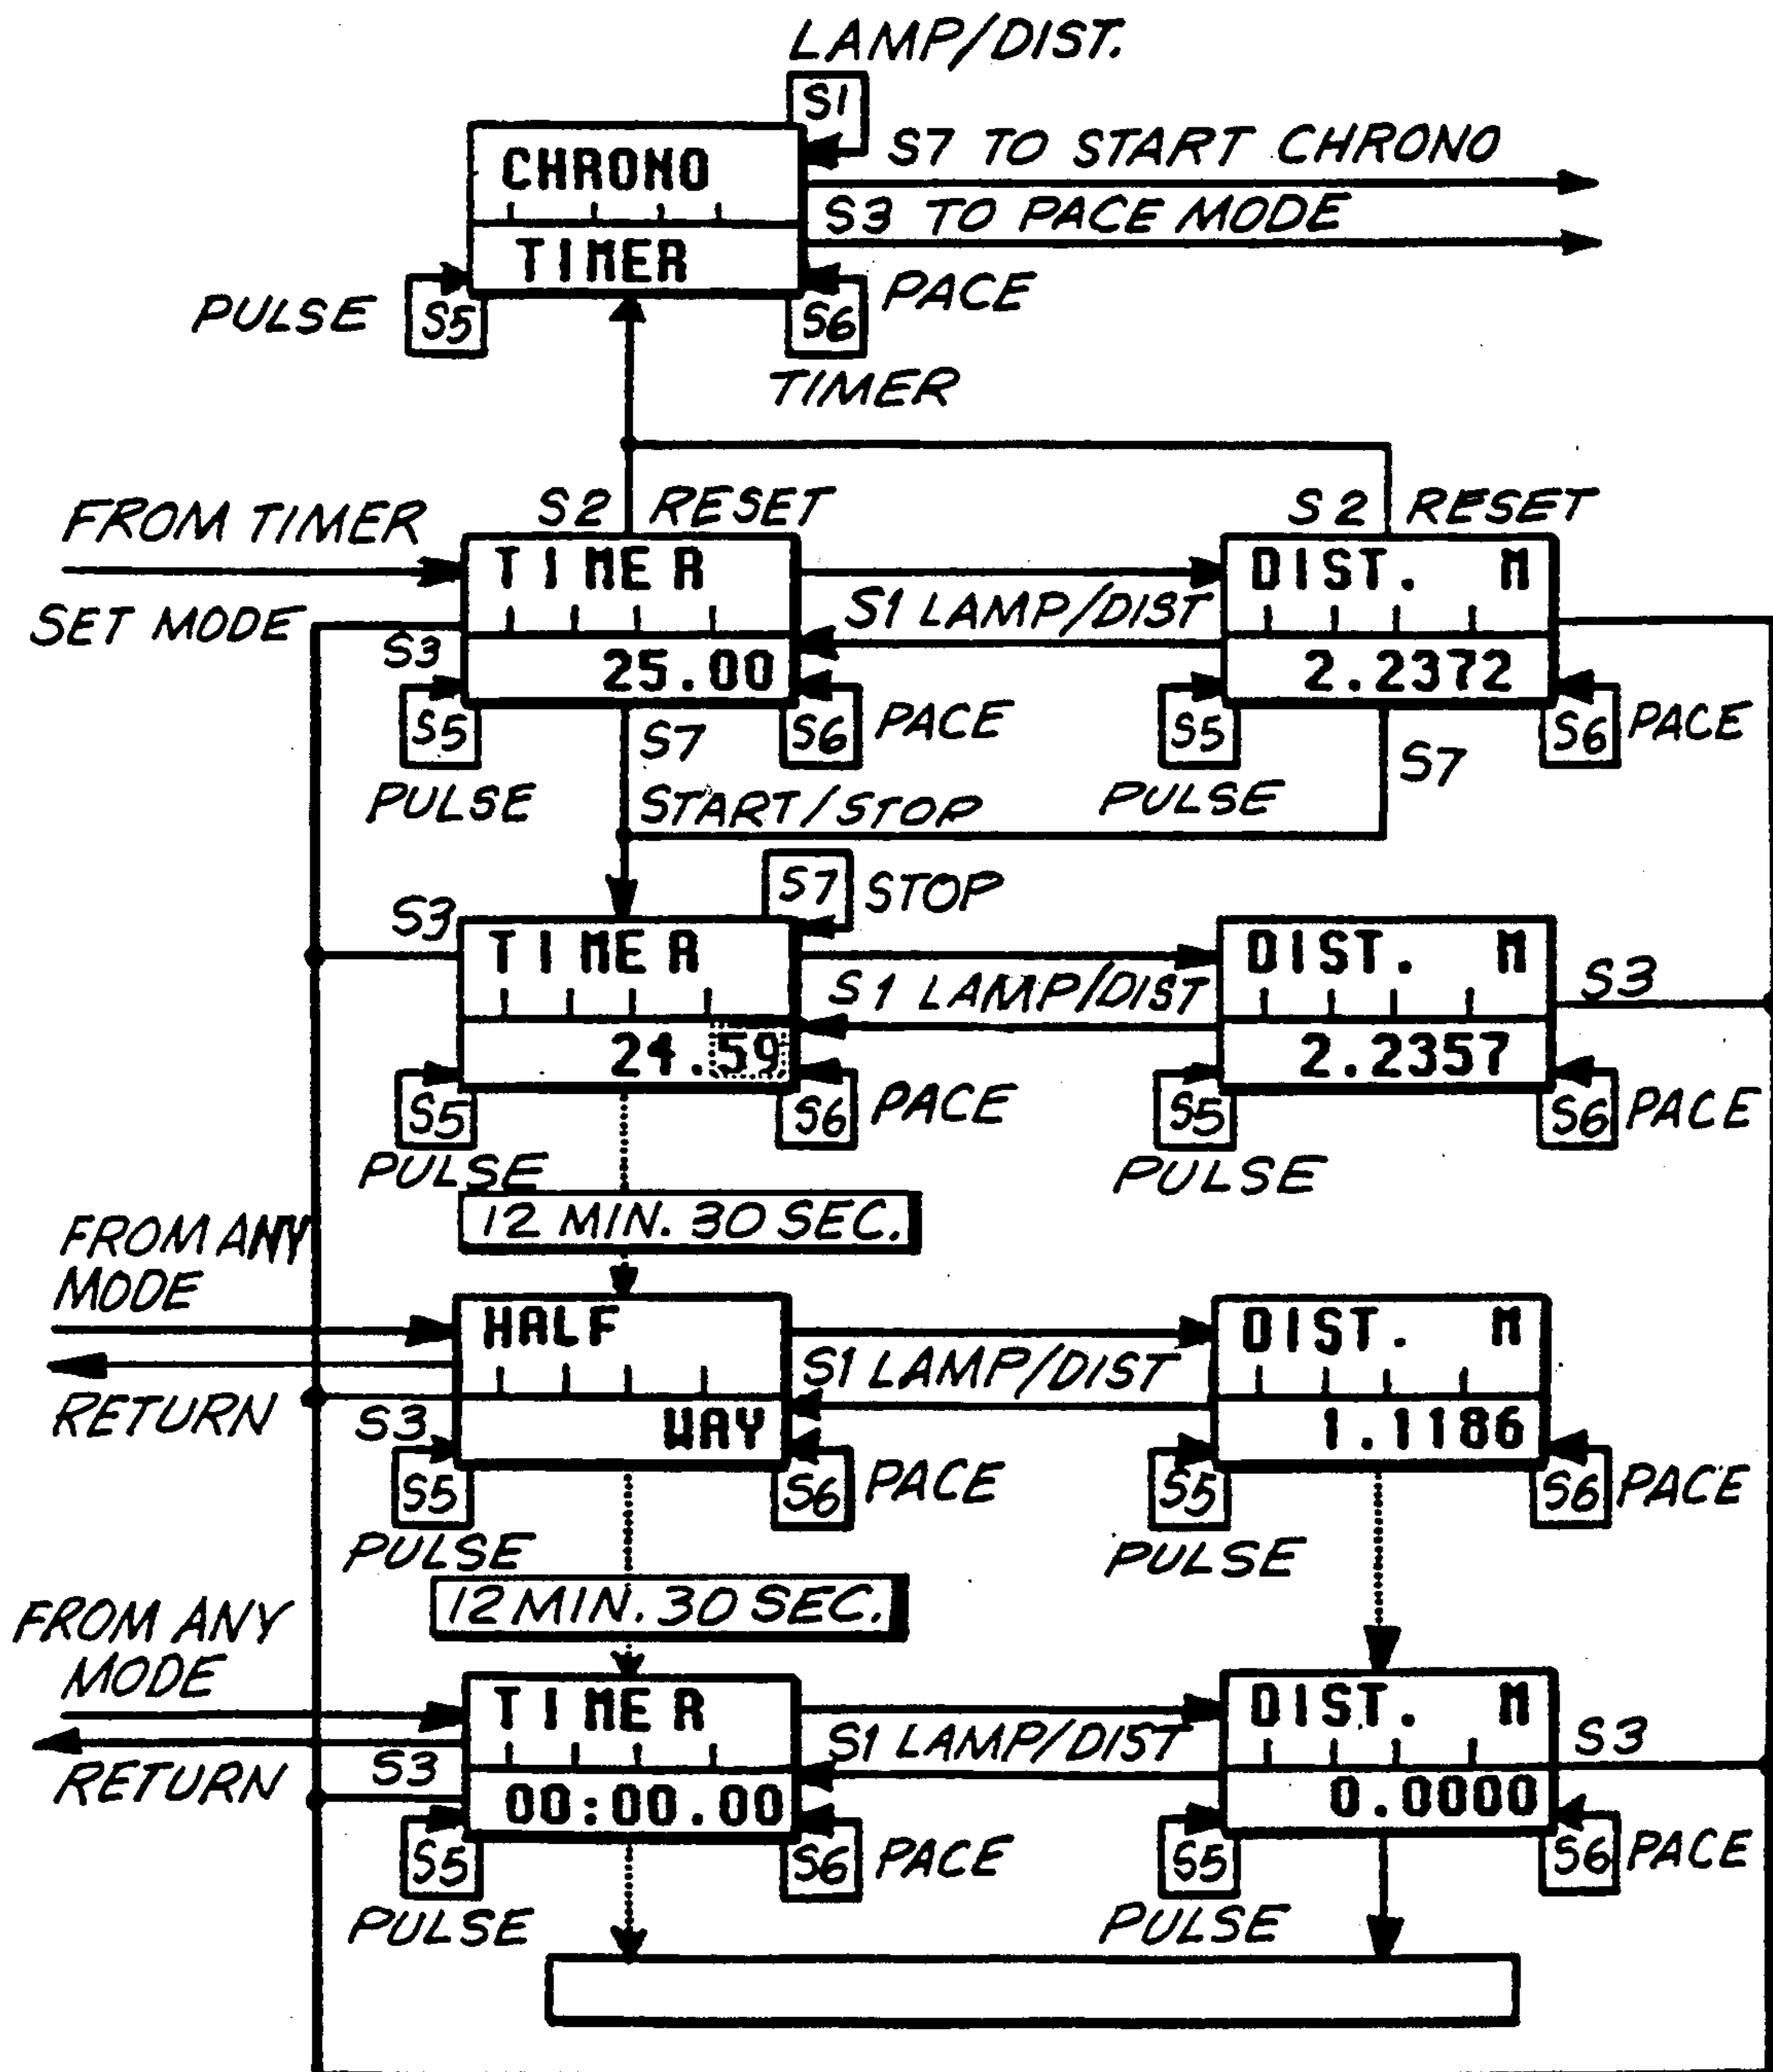 LAMP/DIST.
S1
CHRONO
S7 TO START CHRONO
S3 TO PACE MODE
TIMER
PULSE S5
S6 PACE
TIMER
S2 RESET
S2 RESET
FROM TIMER
SET MODE
TIMER
DIST. M
S1 LAMP/DIST
S3
25.00
2.2372
S5
S7
S6 PACE
S5
S7
S6 PACE
PULSE
START/STOP
PULSE
S7 STOP
S3
TIMER
DIST. M
S3
S1 LAMP/DIST
24.59
2.2357
S5
S6 PACE
S5
S6 PACE
PULSE
PULSE
12 MIN. 30 SEC.
FROM ANY
MODE
HALF
DIST. M
S1 LAMP/DIST
RETURN
S3
WAY
1.1186
S5
S6 PACE
S5
S6 PACE
PULSE
PULSE
12 MIN. 30 SEC.
FROM ANY
MODE
TIMER
DIST. M
S1 LAMP/DIST
S3
RETURN
S3
00:00.00
0.0000
S5
S6 PACE
S5
S6 PACE
PULSE
PULSE